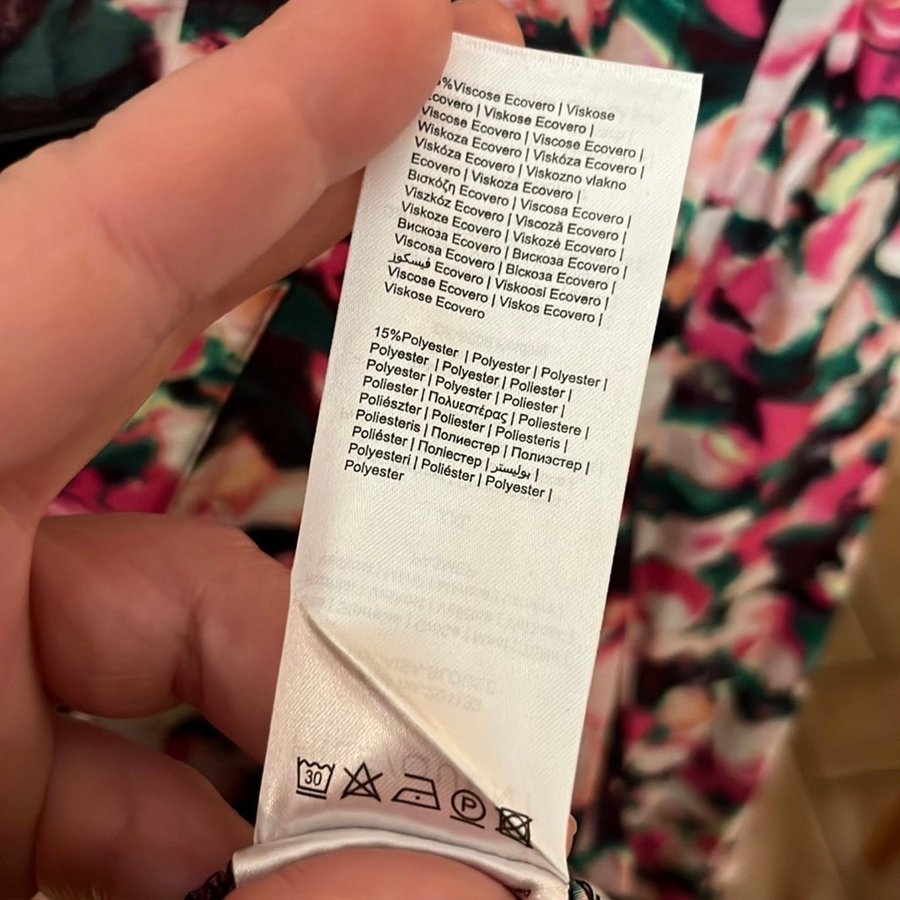 %Viscose Ecovero | Viskose
Ecovero | Viskose Ecovero |
Viscose Ecovero | Viscose Ecovero |
Wiskoza Ecovero | Viskóza Ecovero |
Viskóza Ecovero | Viskozno vlakno
Ecovero | Viskoza Ecovero |
Βισκόζη Ecovero | Viscosa Ecovero |
Viszkóz Ecovero | Viscoză Ecovero |
Viskoze Ecovero | Viskozė Ecovero |
Вискоза Ecovero | Вискоза Ecovero |
Viscosa Ecovero | Віскоза Ecovero |
فيسكوز Ecovero | Viskoosi Ecovero |
Viscose Ecovero | Viskos Ecovero |
Viskose Ecovero
15%Polyester | Polyester | Polyester |
Polyester | Polyester | Poliester |
Polyester | Polyester | Poliester |
Poliester | Πολυεστέρας | Poliestere |
Poliészter | Poliester | Poliesteris |
Poliesteris | Полиестер | Полиэстер |
Poliéster | Поліестер | بوليستر |
Polyesteri | Poliéster | Polyester |
Polyester
30
P